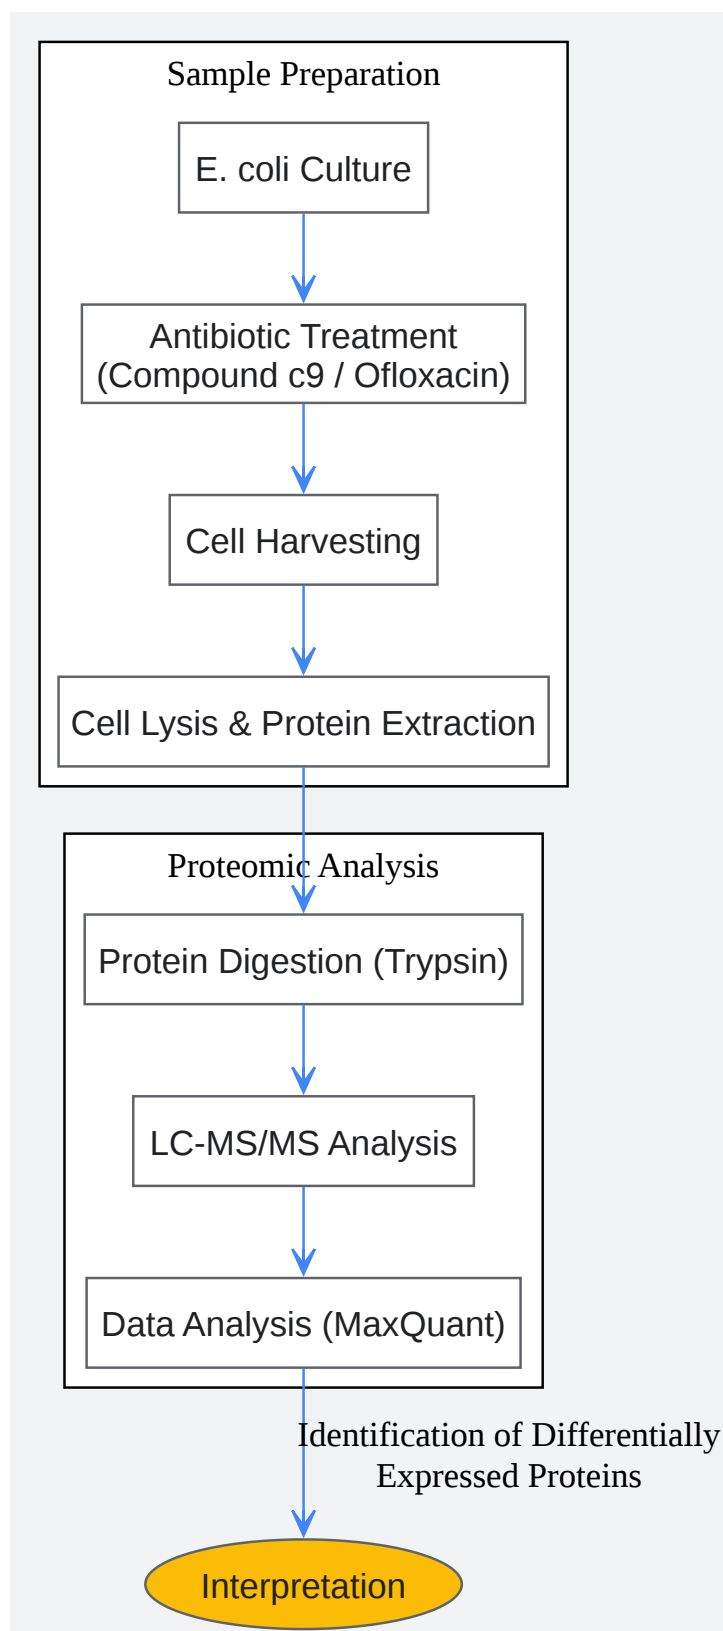 Sample Preparation
E. coli Culture
Antibiotic Treatment
(Compound c9 / Ofloxacin)
Cell Harvesting
Cell Lysis & Protein Extraction
Proteomic Analysis
Protein Digestion (Trypsin)
LC-MS/MS Analysis
Data Analysis (MaxQuant)
Identification of Differentially
Expressed Proteins
Interpretation